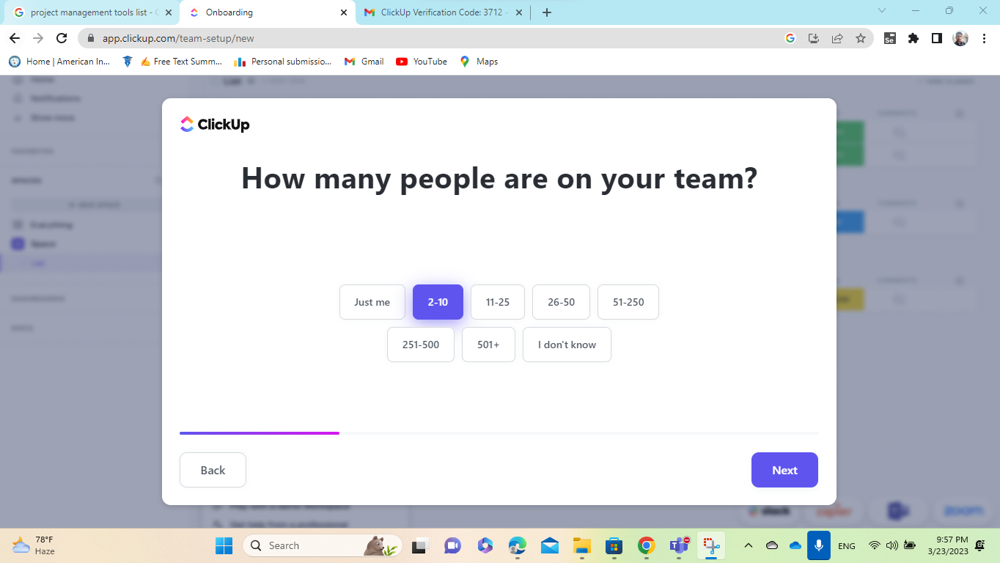 project management tools list - G
Onboarding
ClickUp Verification Code: 3712 -
app.clickup.com/team-setup/new
Home | American In...
Free Text Summ...
Personal submissio...
Gmail
YouTube
Maps
Home
Notifications
Show more
Everything
Space
ClickUp
How many people are on your team?
Just me
2-10
11-25
26-50
51-250
251-500
501+
I don't know
Back
Next
slack
zapier
zoom
78°F
Haze
Search
ENG
9:57 PM
3/23/2023